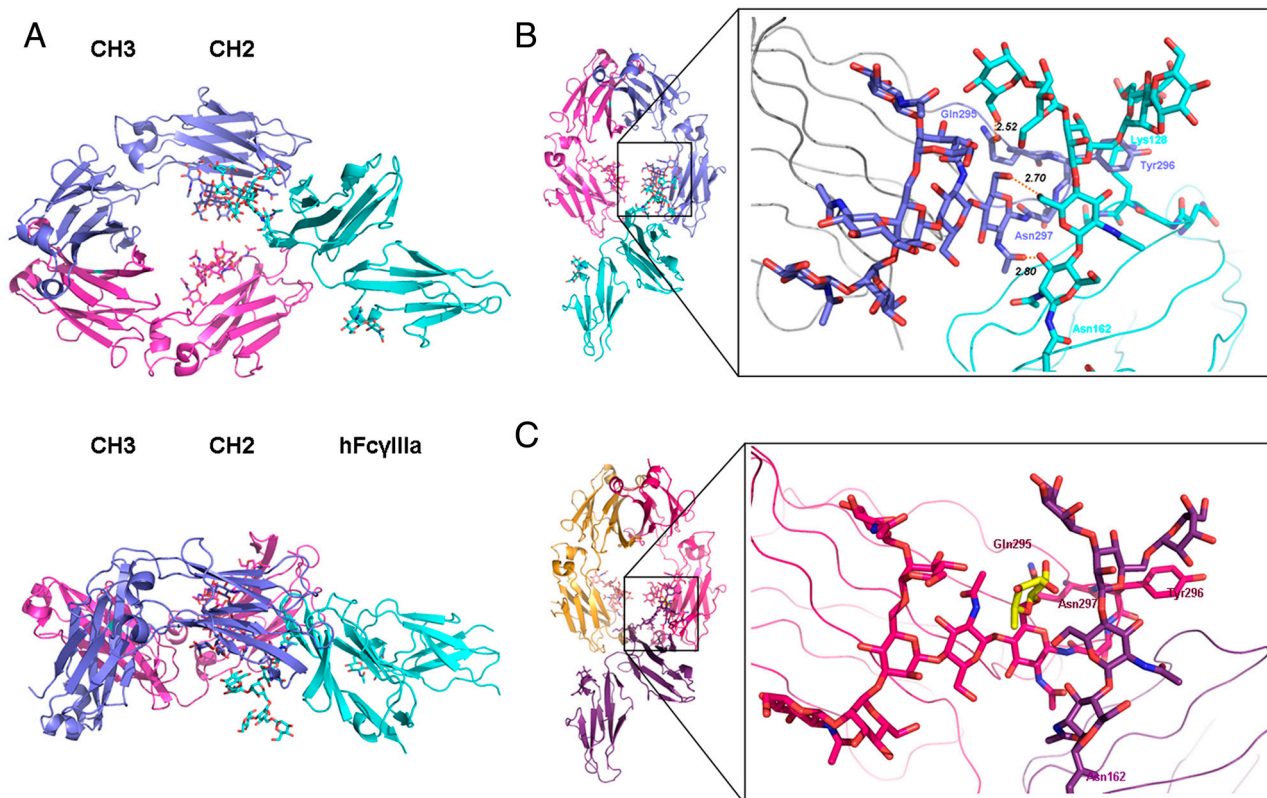 A
CH3 CH2
CH3 CH2 hFcγIIIa
B
Gln295
2.52
Lys128
Tyr296
2.70
Asn297
2.80
Asn162
C
Gln295
Asn297
Tyr296
Asn162